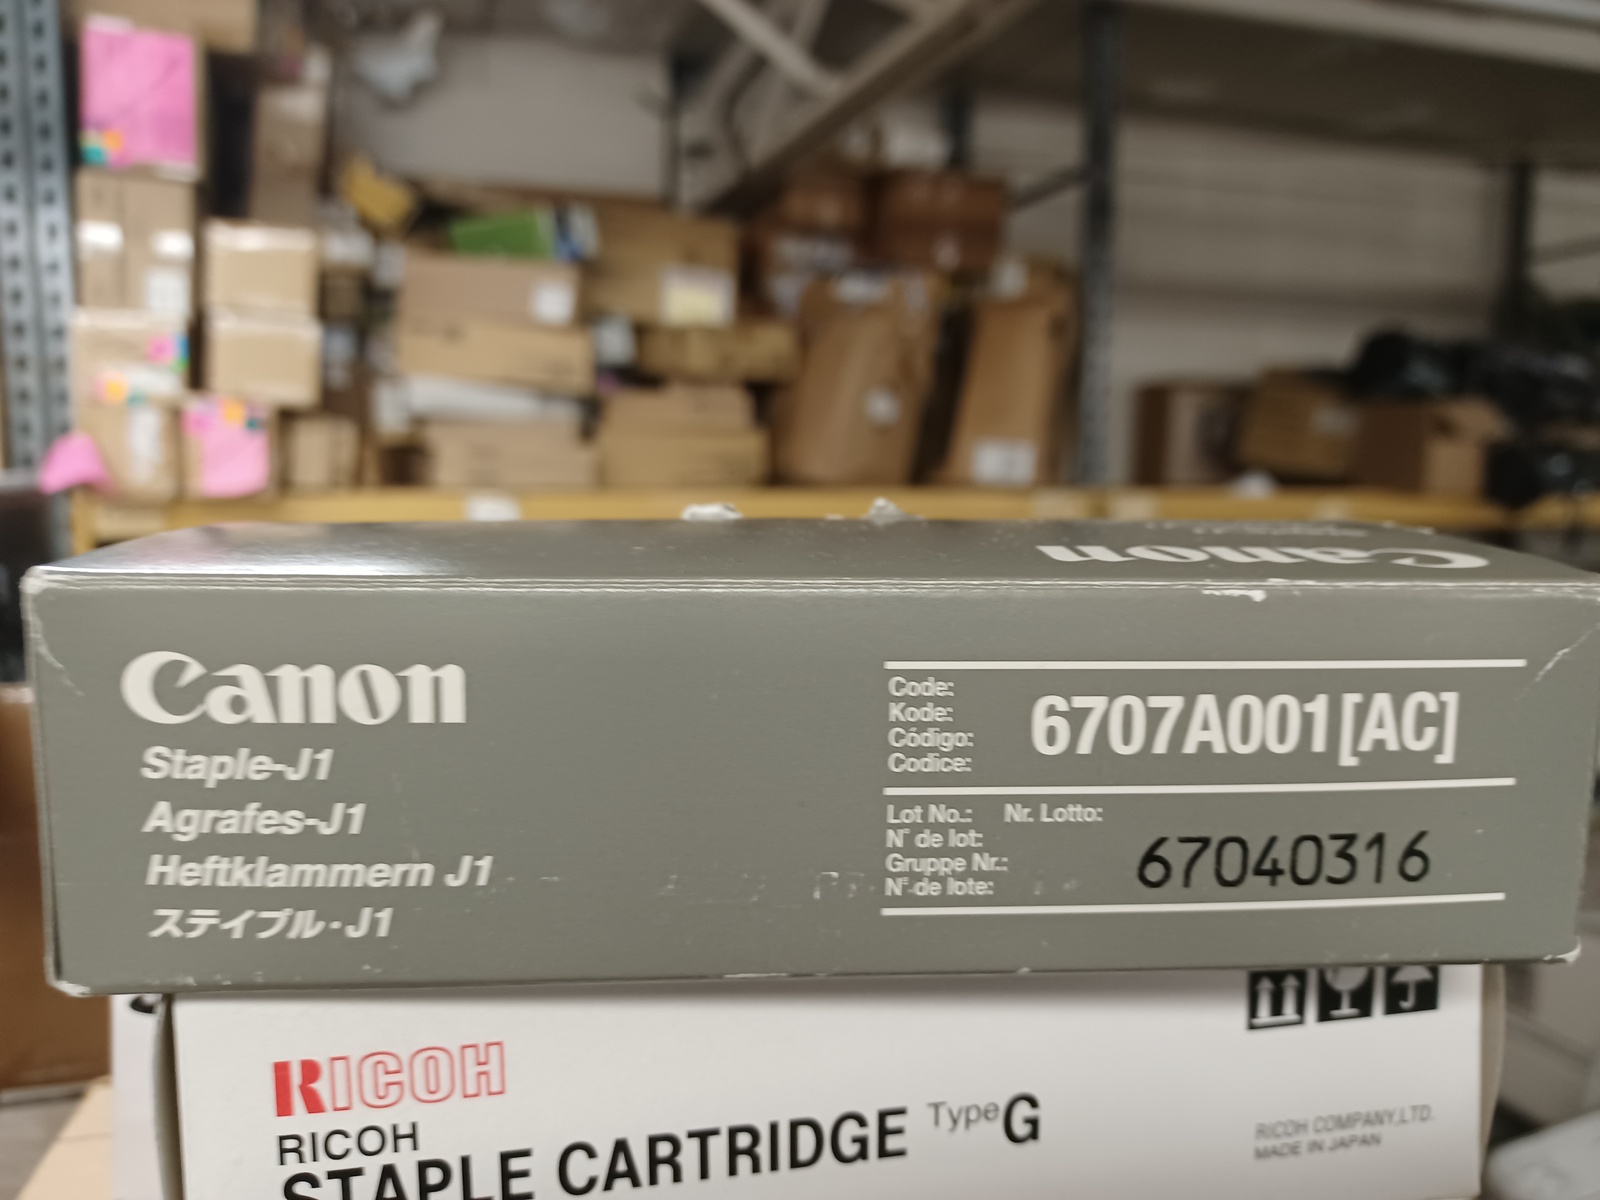 Canon
Canon
Staple-J1
Agrafes-J1
Heftklammern J1
ステイプル・J1
Code:
Kode:
Código:
Codice:
6707A001[AC]
Lot No.: Nr. Lotto:
N° de lot:
Gruppe Nr.:
N° de lote:
67040316
RICOH
RICOH
STAPLE CARTRIDGE Type G
RICOH COMPANY,LTD.
MADE IN JAPAN